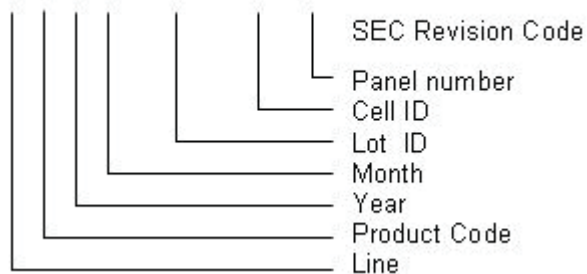 SEC Revision Code
Panel number
Cell ID
Lot ID
Month
Year
Product Code
Line